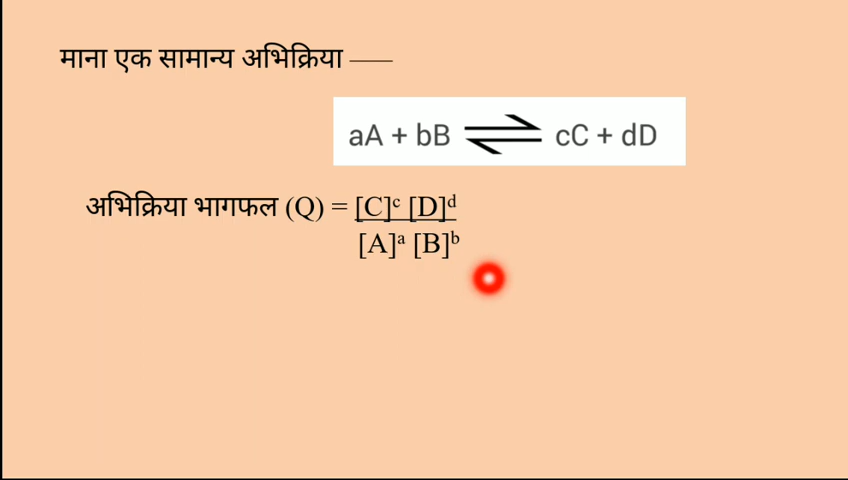 माना एक सामान्य अभिक्रिया ——
aA + bB ⇌ cC + dD
अभिक्रिया भागफल (Q) = [C]ᶜ [D]ᵈ
[A]ᵃ [B]ᵇ